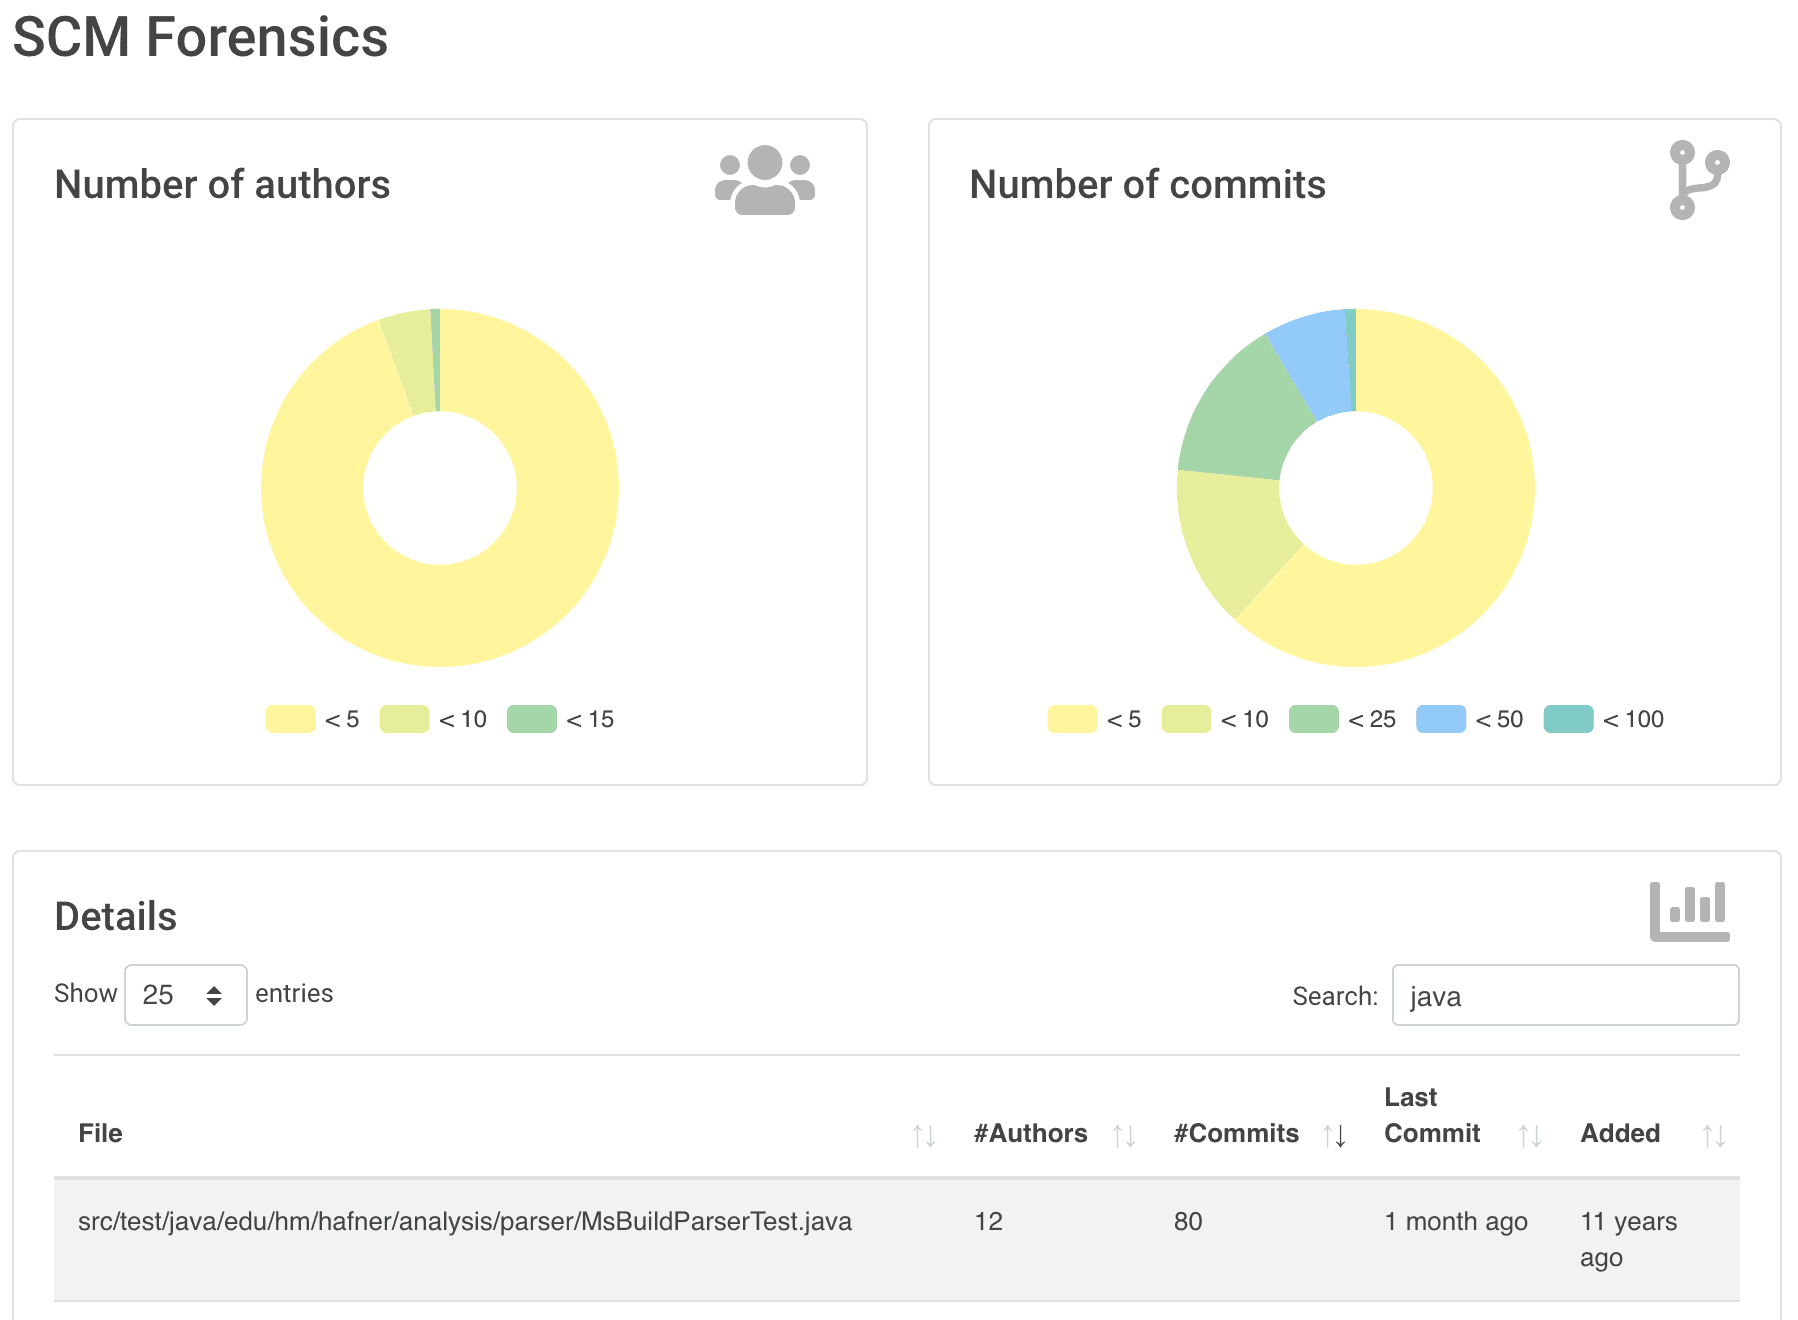 SCM Forensics
Number of authors
< 5 < 10 < 15
Number of commits
< 5 < 10 < 25 < 50 < 100
Details
Show 25 entries
Search: java
File #Authors #Commits Last Commit Added
src/test/java/edu/hm/hafner/analysis/parser/MsBuildParserTest.java 12 80 1 month ago 11 years
ago